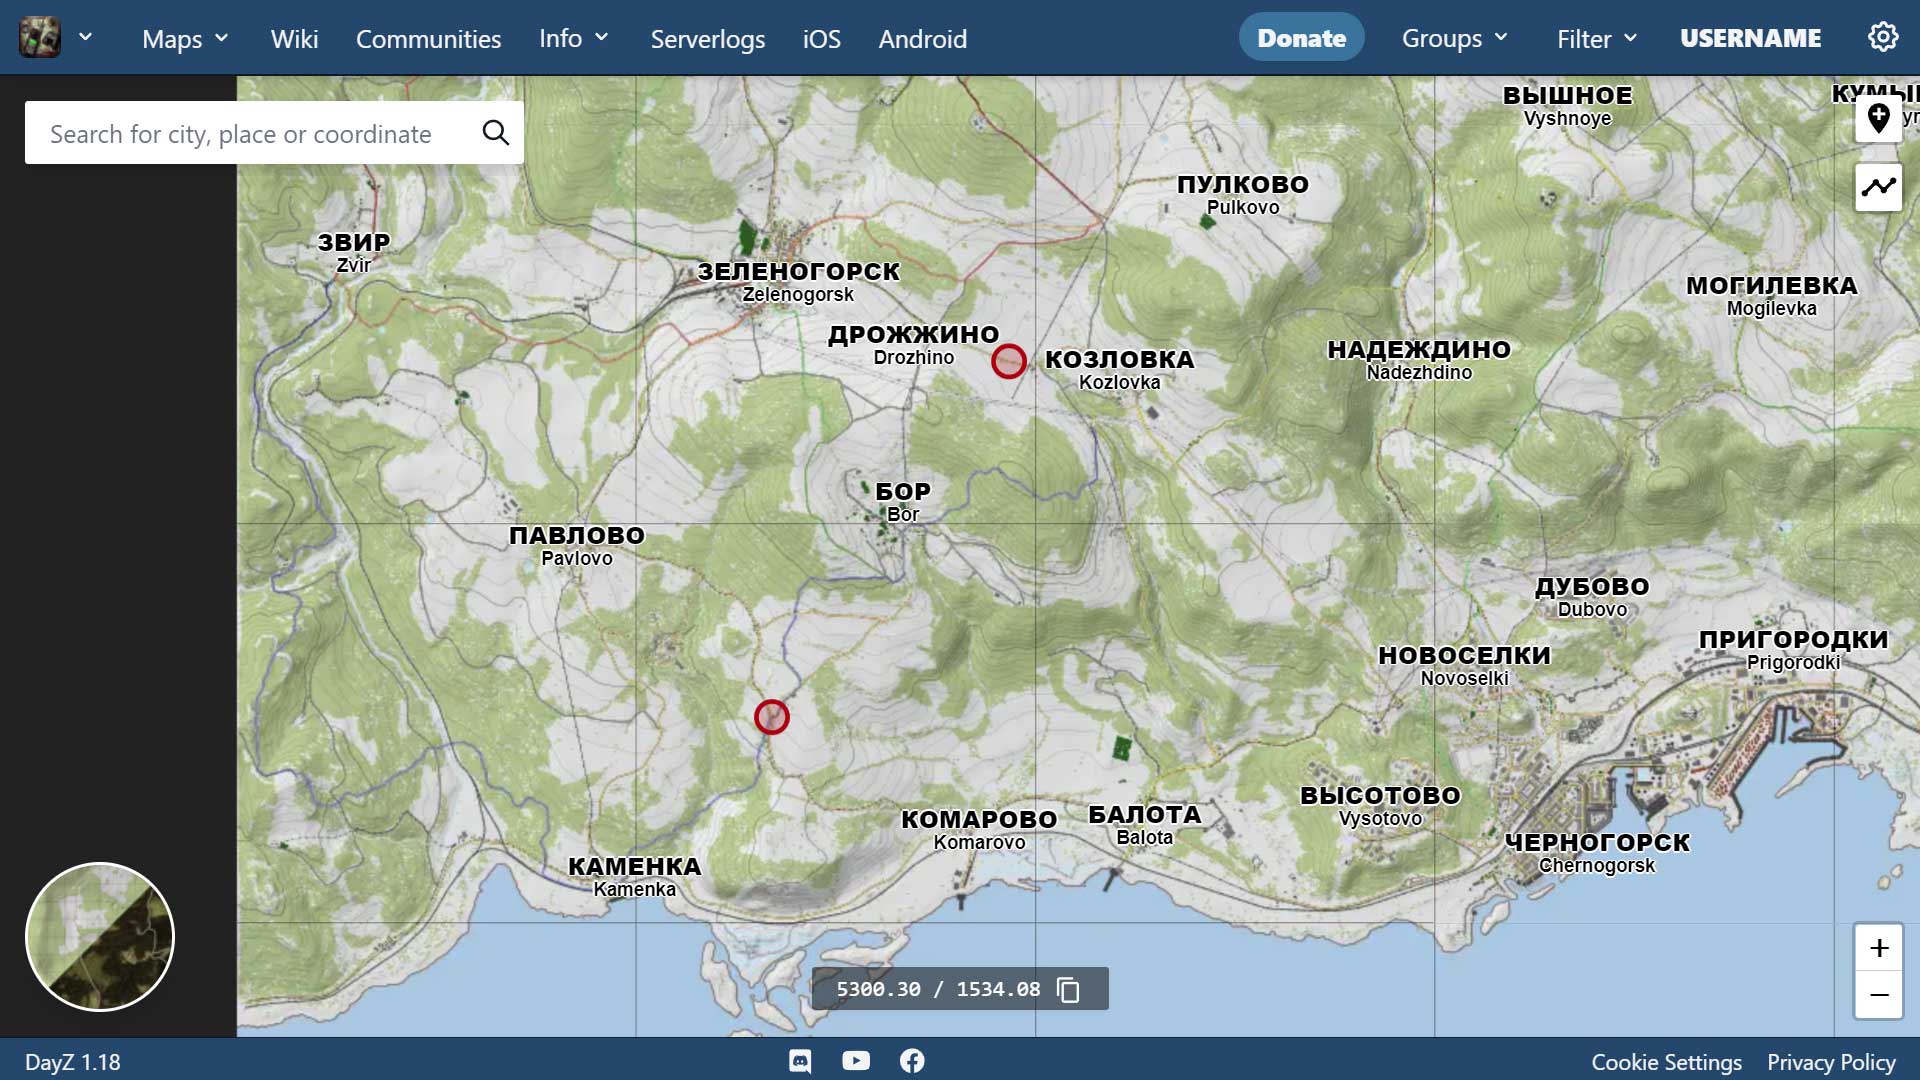 Maps
Wiki
Communities
Info
Serverlogs
iOS
Android
Donate
Groups
Filter
USERNAME
Search for city, place or coordinate
ВЫШНОЕ
Vyshnoye
ПУЛКОВО
Pulkovo
ЗВИР
Zvir
ЗЕЛЕНОГОРСК
Zelenogorsk
МОГИЛЕВКА
Mogilevka
ДРОЖЖИНО
Drozhino
КОЗЛОВКА
Kozlovka
НАДЕЖДИНО
Nadezhdino
БОР
Bor
ПАВЛОВО
Pavlovo
ДУБОВО
Dubovo
ПРИГОРОДКИ
Prigorodki
НОВОСЕЛКИ
Novoselki
ВЫСОТОВО
Vysotovo
КОМАРОВО
Komarovo
БАЛОТА
Balota
ЧЕРНОГОРСК
Chernogorsk
КАМЕНКА
Kamenka
5300.30 / 1534.08
+
−
DayZ 1.18
Cookie Settings
Privacy Policy